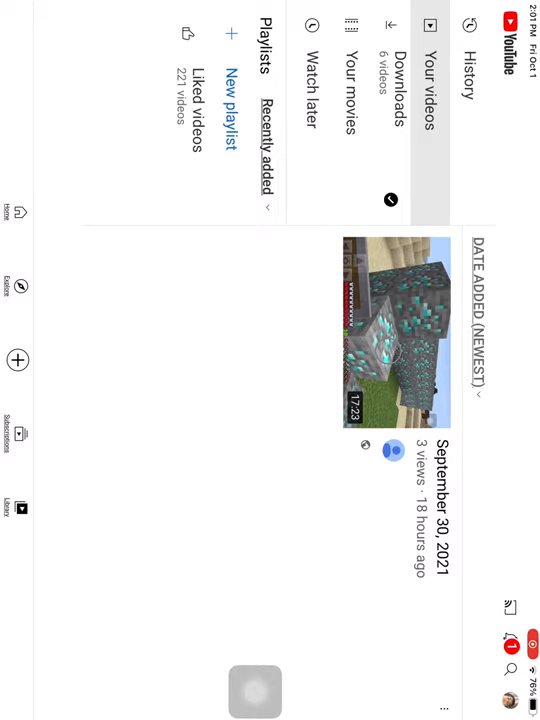 2:01 PM Fri Oct 1
76%
YouTube
1
History
Your videos
Downloads
6 videos
Your movies
Watch later
Playlists
Recently added
New playlist
Liked videos
221 videos
DATE ADDED (NEWEST)
17:23
September 30, 2021
3 views · 18 hours ago
Home
Explore
Subscriptions
Library